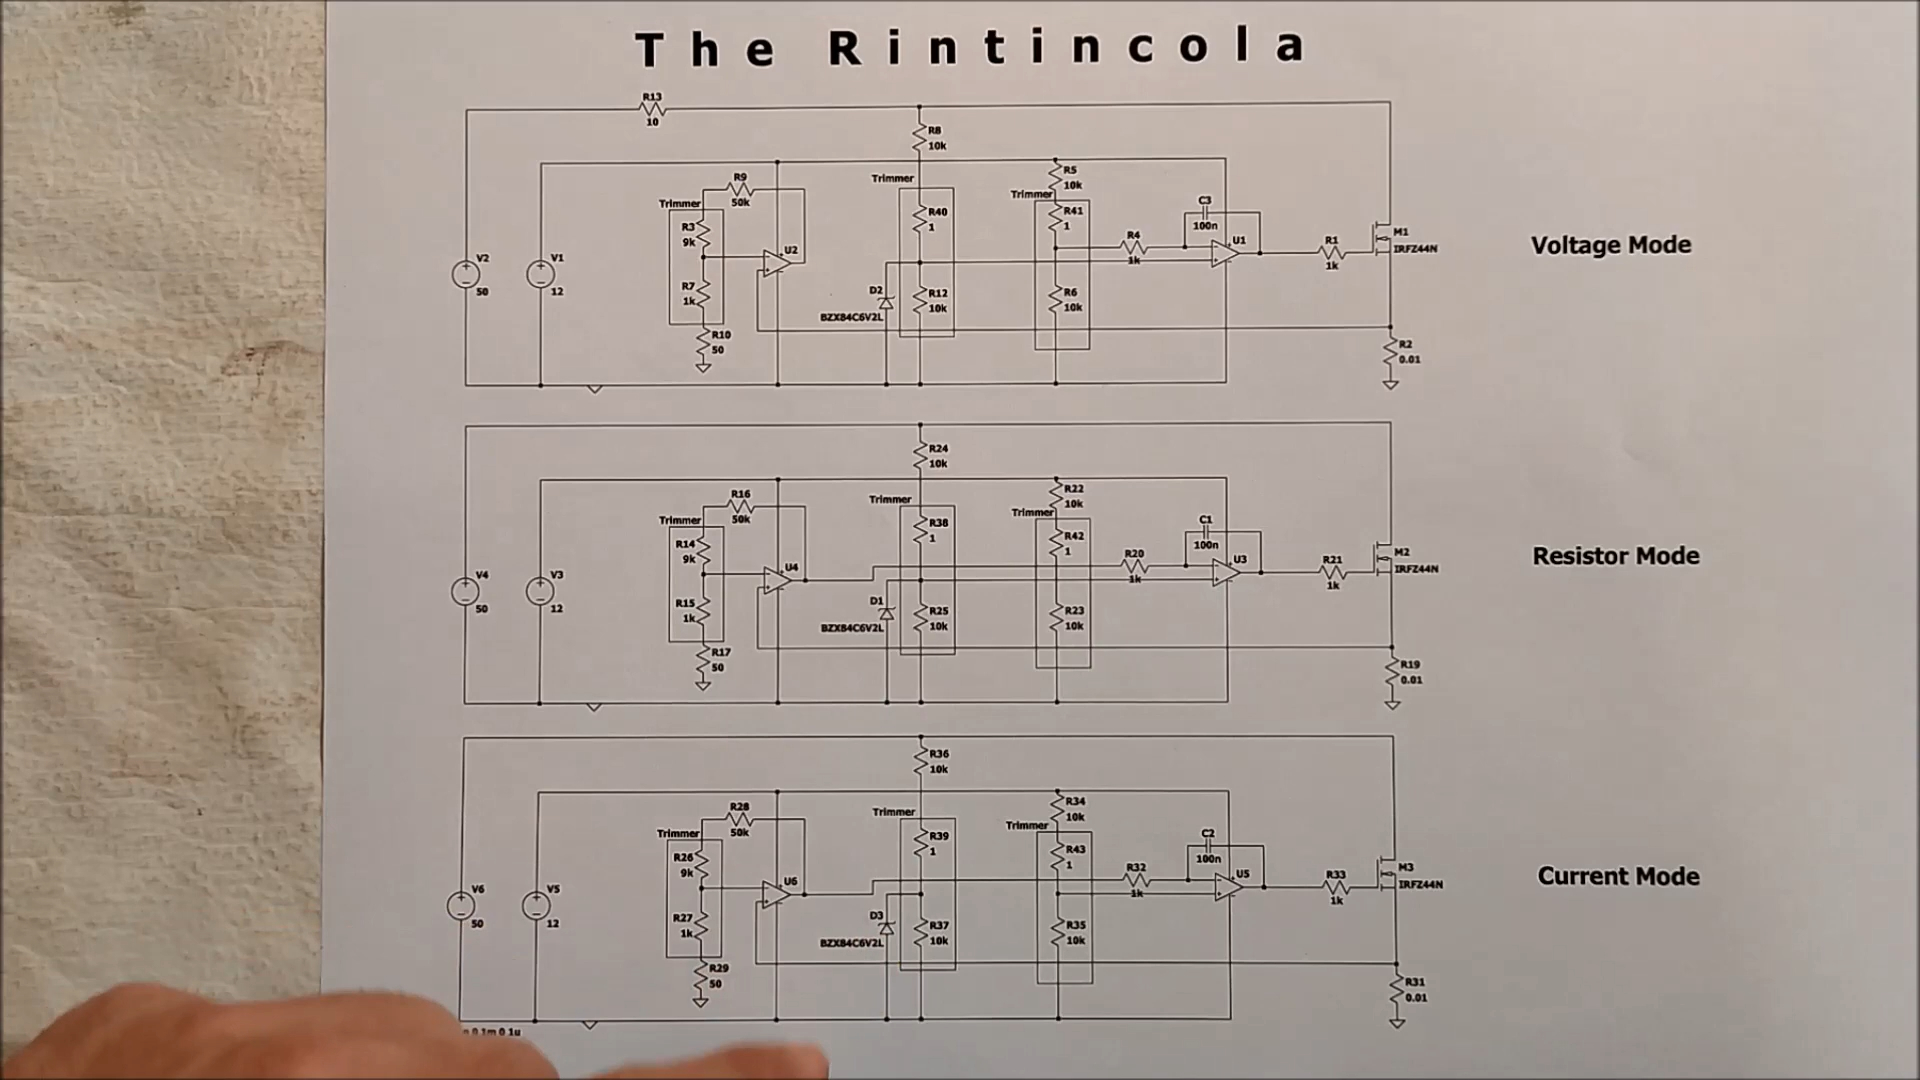 The Rintincola
R13
10
R8
10k
R5
10k
Trimmer
Trimmer
R9
50k
Trimmer
R3
9k
R40
1
R41
1
C3
100n
R4
1k
U1
R1
1k
M1
IRFZ44N
Voltage Mode
V2
50
V1
12
U2
R7
1k
D2
BZX84C6V2L
R12
10k
R6
10k
R10
50
R2
0.01
R24
10k
R22
10k
R16
50k
Trimmer
Trimmer
Trimmer
R14
9k
R38
1
R42
1
C1
100n
R20
1k
U3
R21
1k
M2
IRFZ44N
Resistor Mode
V4
50
V3
12
U4
R15
1k
D1
BZX84C6V2L
R25
10k
R23
10k
R17
50
R19
0.01
R36
10k
R34
10k
R28
50k
Trimmer
Trimmer
Trimmer
R26
9k
R39
1
R43
1
C2
100n
R32
1k
U5
R33
1k
M3
IRFZ44N
Current Mode
V6
50
V5
12
U6
R27
1k
D3
BZX84C6V2L
R37
10k
R35
10k
R29
50
R31
0.01
0.1m 0.1u